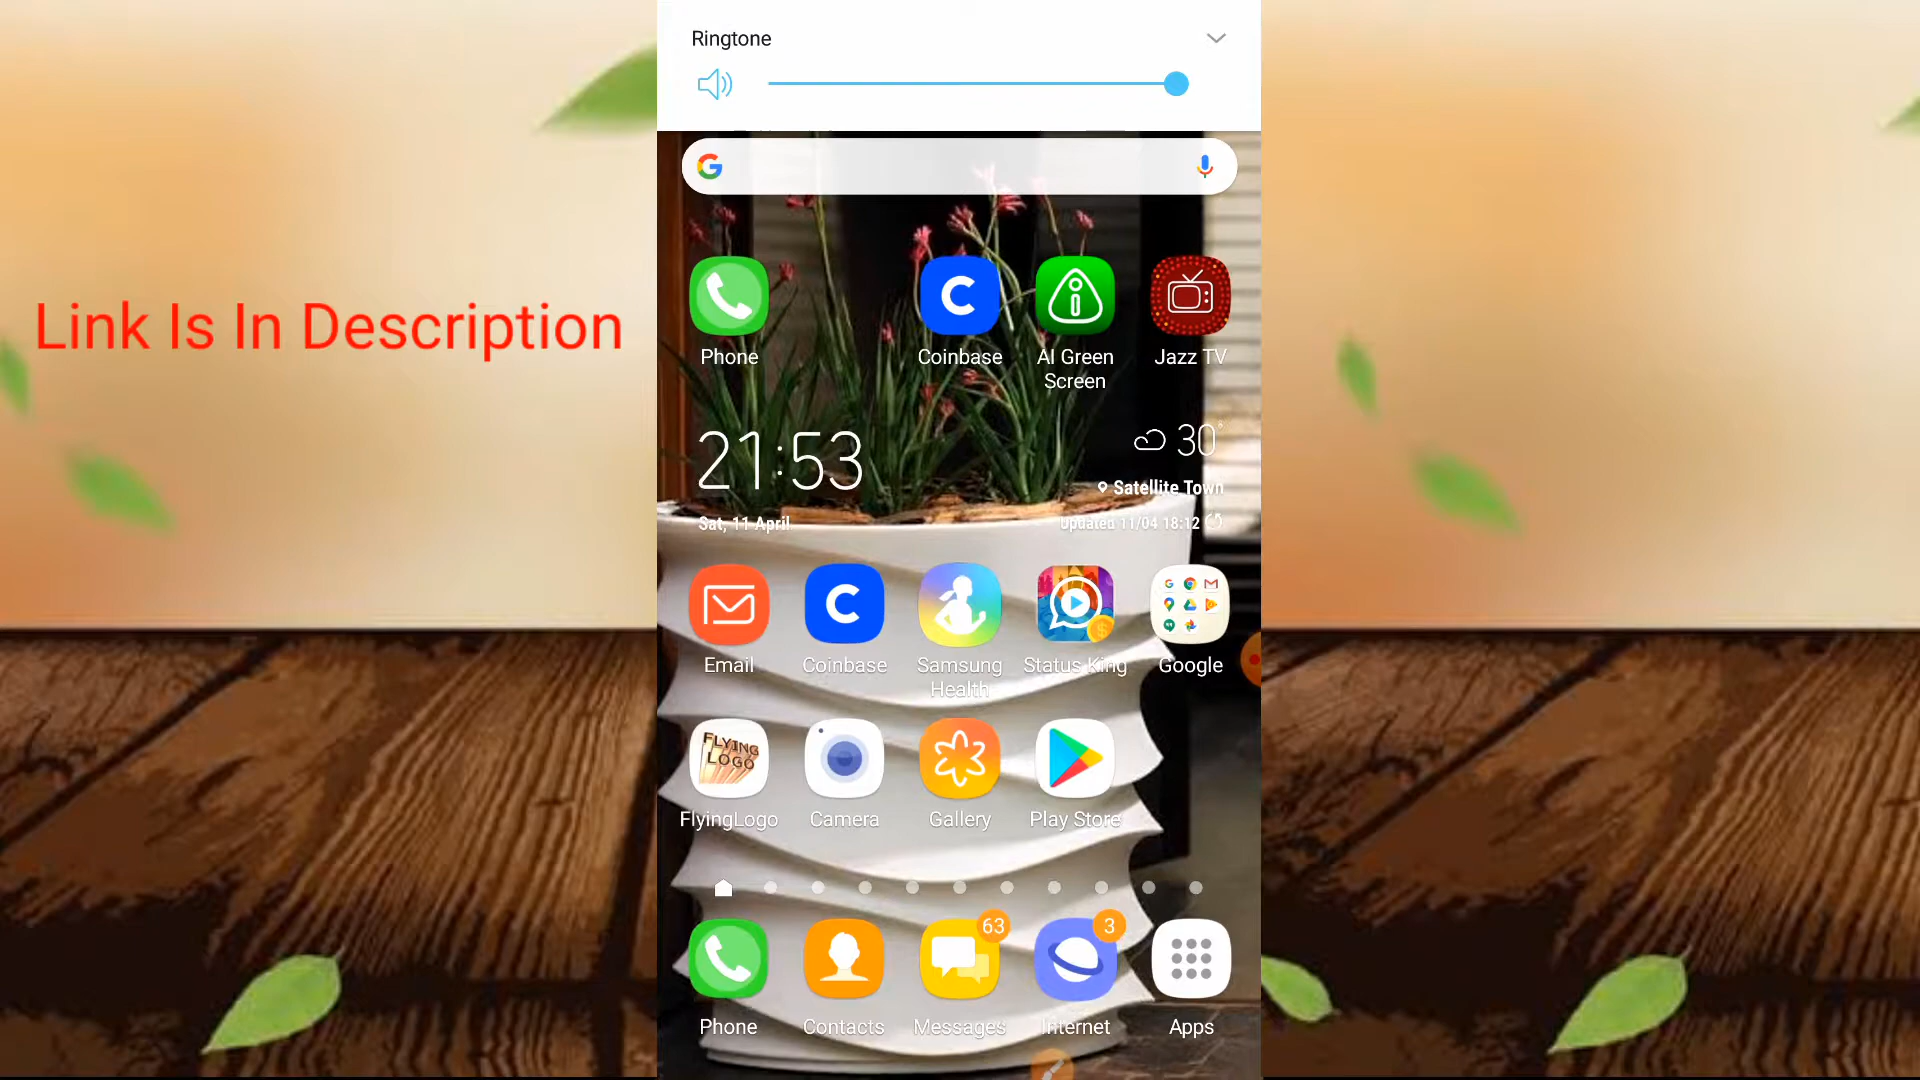 Ringtone
Link Is In Description
Phone
Coinbase
AI Green
Screen
Jazz TV
21:53
30°
Satellite Town
Sat, 11 April
Updated 11/04 18:12
Email
Coinbase
Samsung
Health
Status King
Google
FLYING
LOGO
FlyingLogo
Camera
Gallery
Play Store
63
3
Phone
Contacts
Messages
Internet
Apps